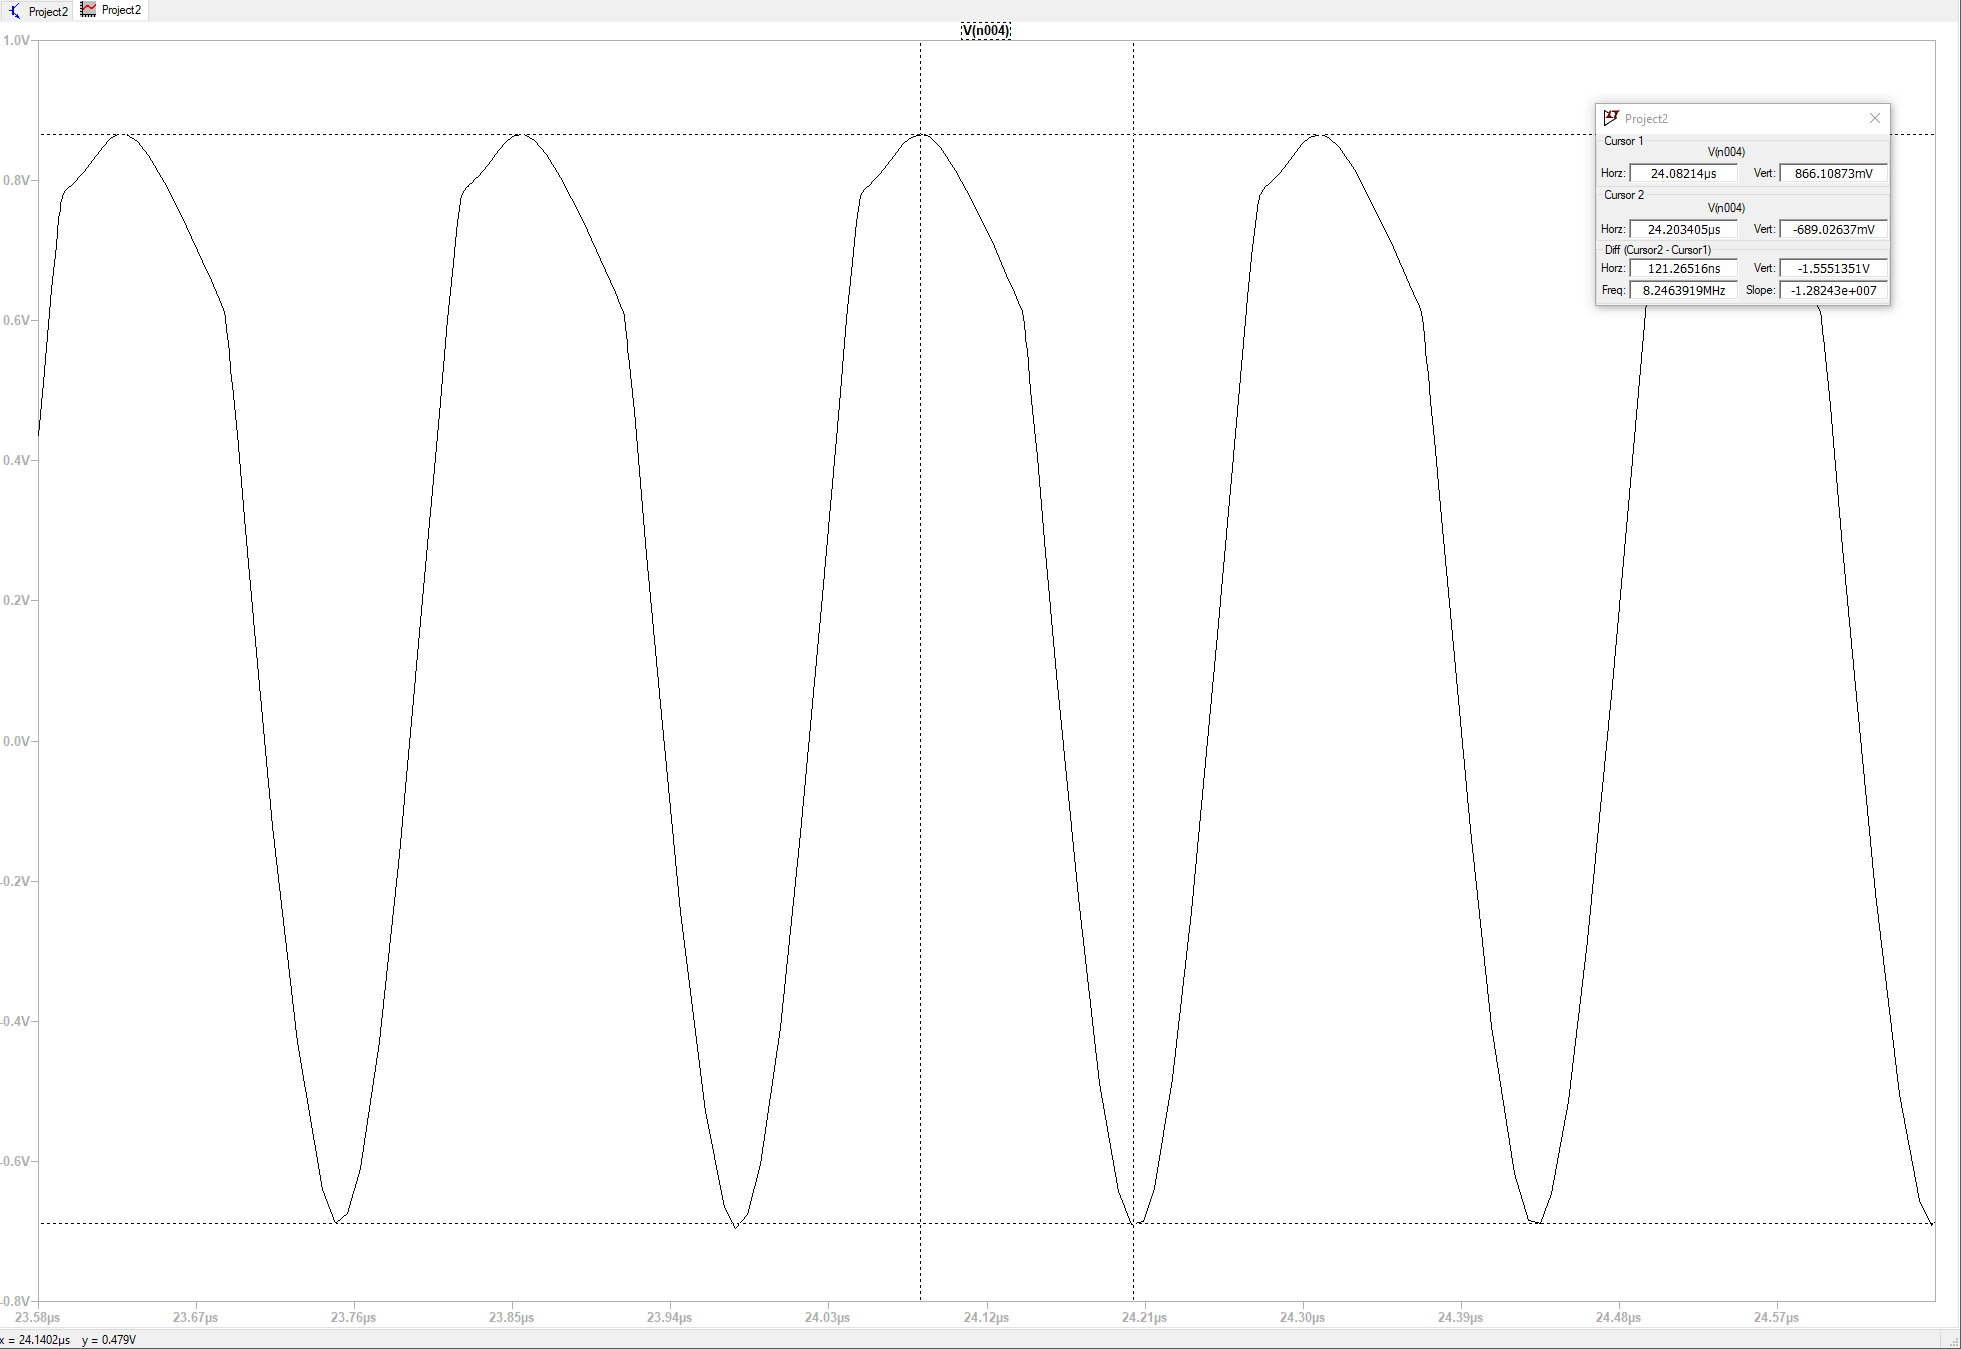 Project2 Project2
V(n004)
1.0V
0.8V
0.6V
0.4V
0.2V
0.0V
-0.2V
-0.4V
-0.6V
-0.8V
23.58µs 23.67µs 23.76µs 23.85µs 23.94µs 24.03µs 24.12µs 24.21µs 24.30µs 24.39µs 24.48µs 24.57µs
Project2
Cursor 1
V(n004)
Horz: 24.08214µs Vert: 866.10873mV
Cursor 2
V(n004)
Horz: 24.203405µs Vert: -689.02637mV
Diff (Cursor2 - Cursor1)
Horz: 121.26516ns Vert: -1.5551351V
Freq: 8.2463919MHz Slope: -1.28243e+007
x = 24.1402µs y = 0.479V